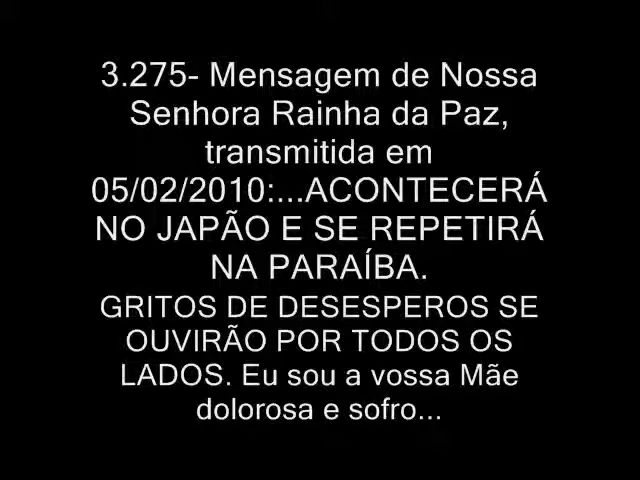 3.275- Mensagem de Nossa
Senhora Rainha da Paz,
transmitida em
05/02/2010:...ACONTECERÁ
NO JAPÃO E SE REPETIRÁ
NA PARAÍBA.
GRITOS DE DESESPEROS SE
OUVIRÃO POR TODOS OS
LADOS. Eu sou a vossa Mãe
dolorosa e sofro...